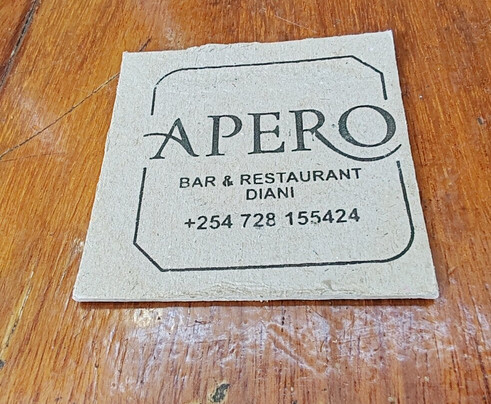 APERO
BAR & RESTAURANT
DIANI
+254 728 155424